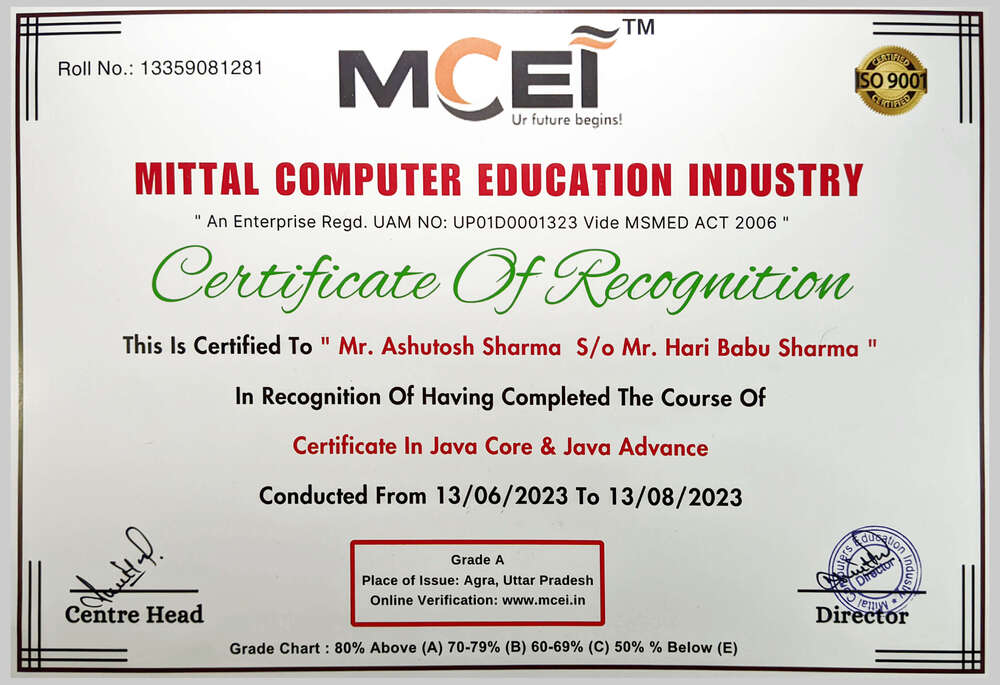 Roll No.: 13359081281
MCEI™
Ur future begins!
CERTIFIED
ISO 9001
CERTIFIED
MITTAL COMPUTER EDUCATION INDUSTRY
" An Enterprise Regd. UAM NO: UP01D0001323 Vide MSMED ACT 2006 "
Certificate Of Recognition
This Is Certified To " Mr. Ashutosh Sharma S/o Mr. Hari Babu Sharma "
In Recognition Of Having Completed The Course Of
Certificate In Java Core & Java Advance
Conducted From 13/06/2023 To 13/08/2023
Grade A
Place of Issue: Agra, Uttar Pradesh
Online Verification: www.mcei.in
Centre Head
Mittal Computers Education Industry
Director
Director
Grade Chart : 80% Above (A) 70-79% (B) 60-69% (C) 50% % Below (E)